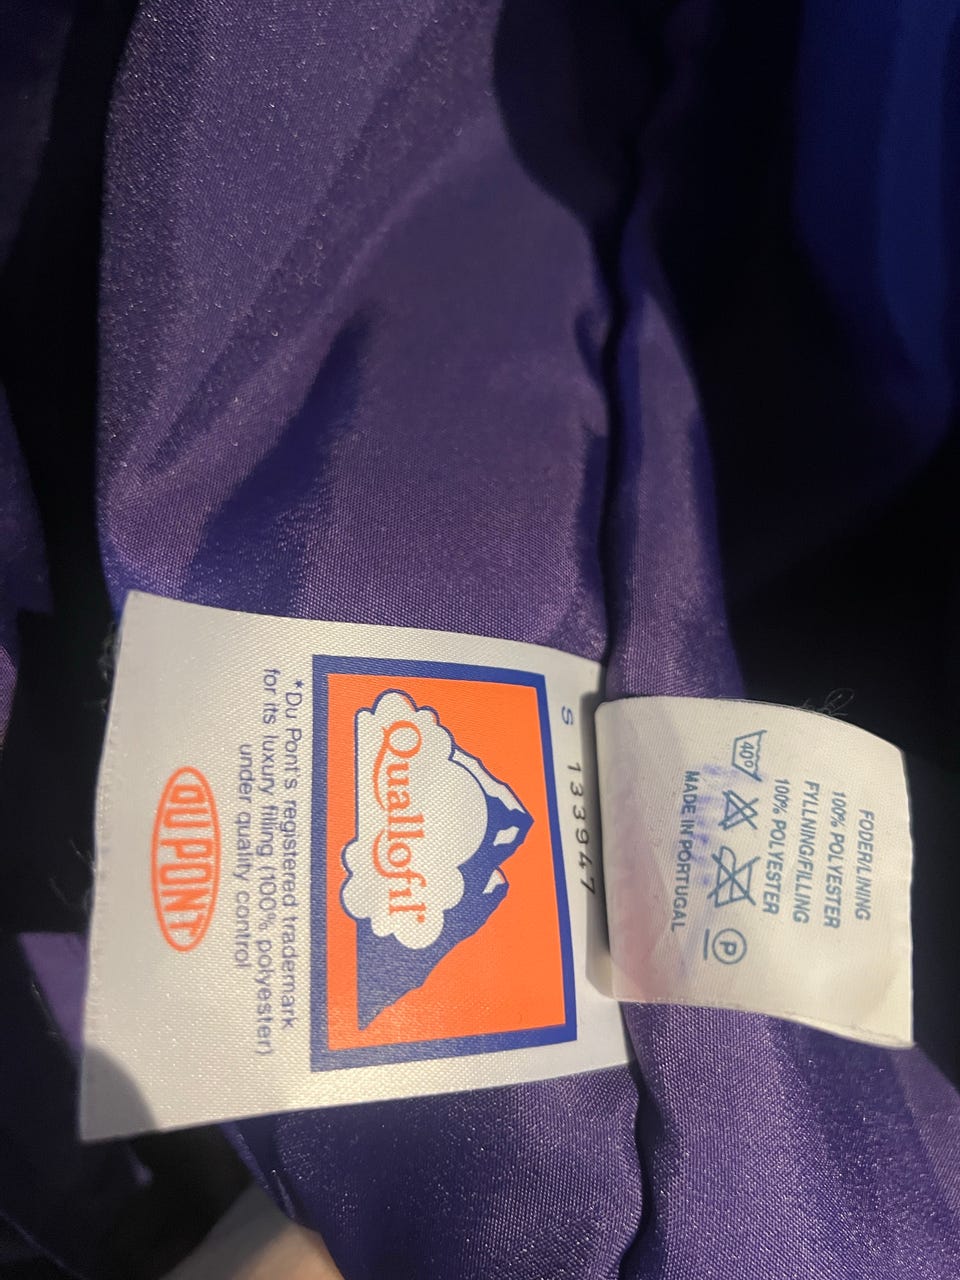 S 133947
Quallofil*
*Du Pont's registered trademark
for its luxury filling (100% polyester)
under quality control
DUPONT
FODER/LINING
100% POLYESTER
FYLLNING/FILLING
100% POLYESTER
40°
P
MADE IN PORTUGAL